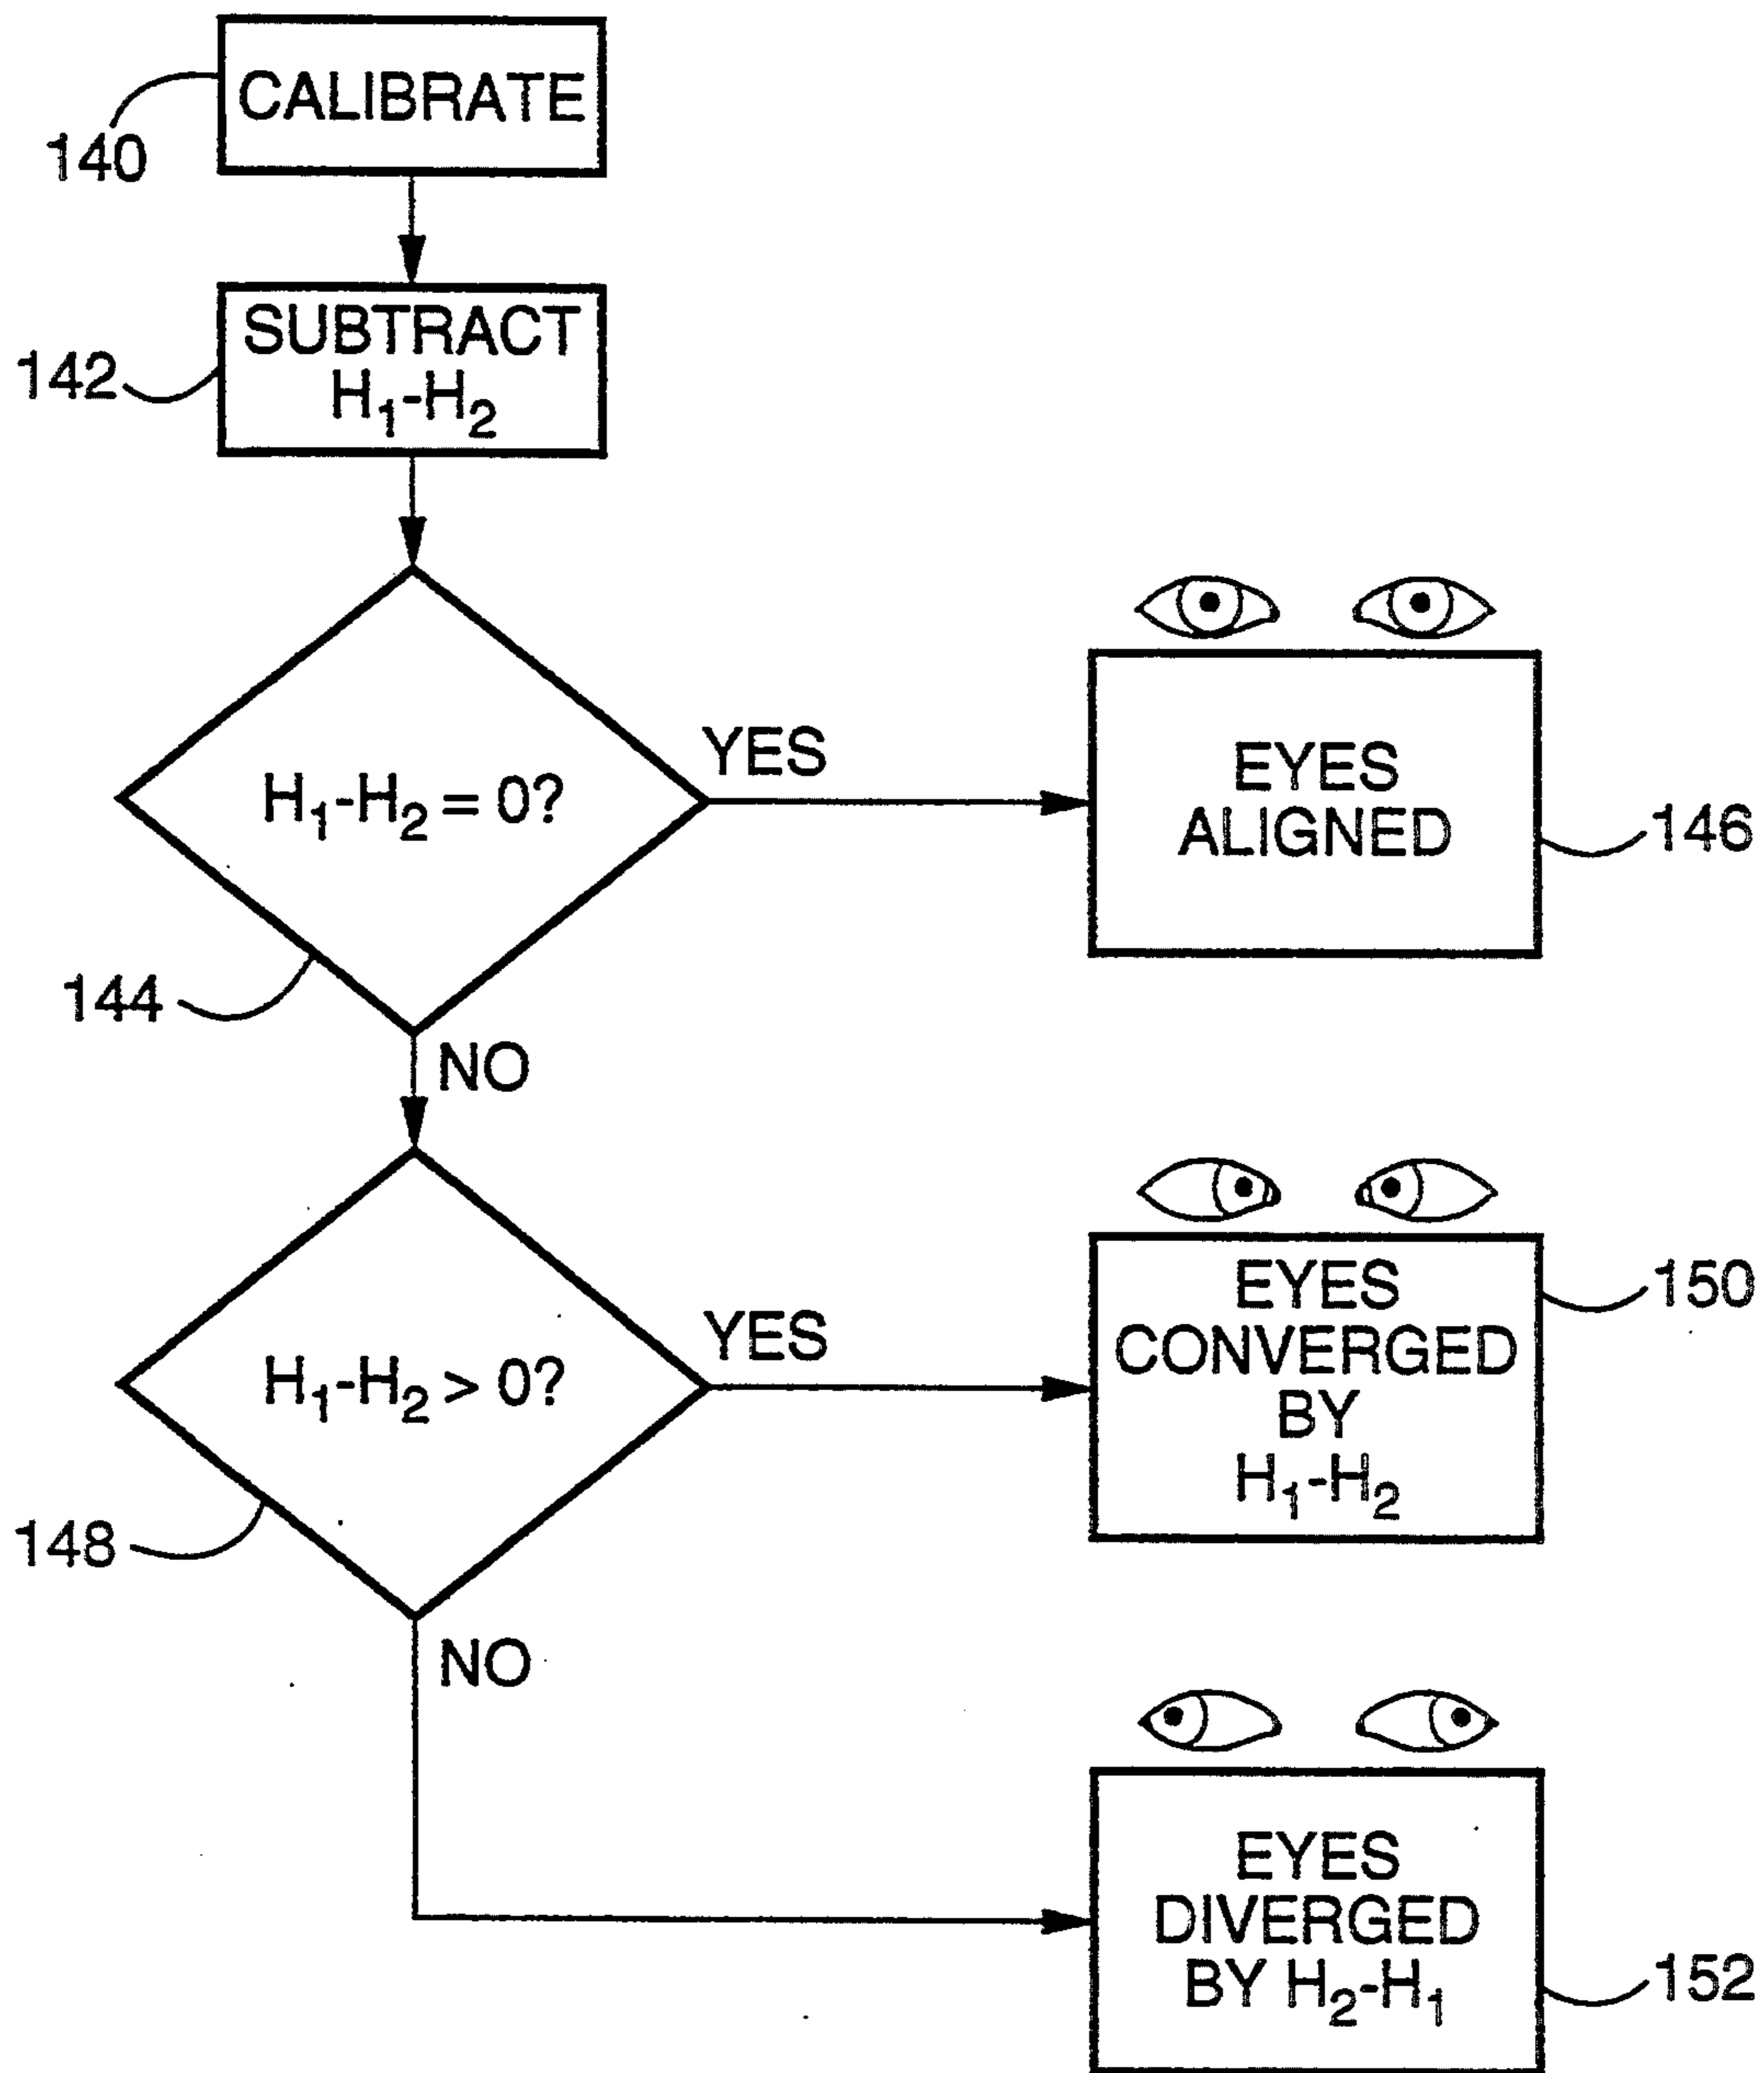 CALIBRATE
140
SUBTRACT
H₁-H₂
142
H₁-H₂ = 0?
YES
144
NO
EYES
ALIGNED
146
H₁-H₂ > 0?
YES
148
NO
EYES
CONVERGED
BY
H₁-H₂
150
EYES
DIVERGED
BY H₂-H₁
152